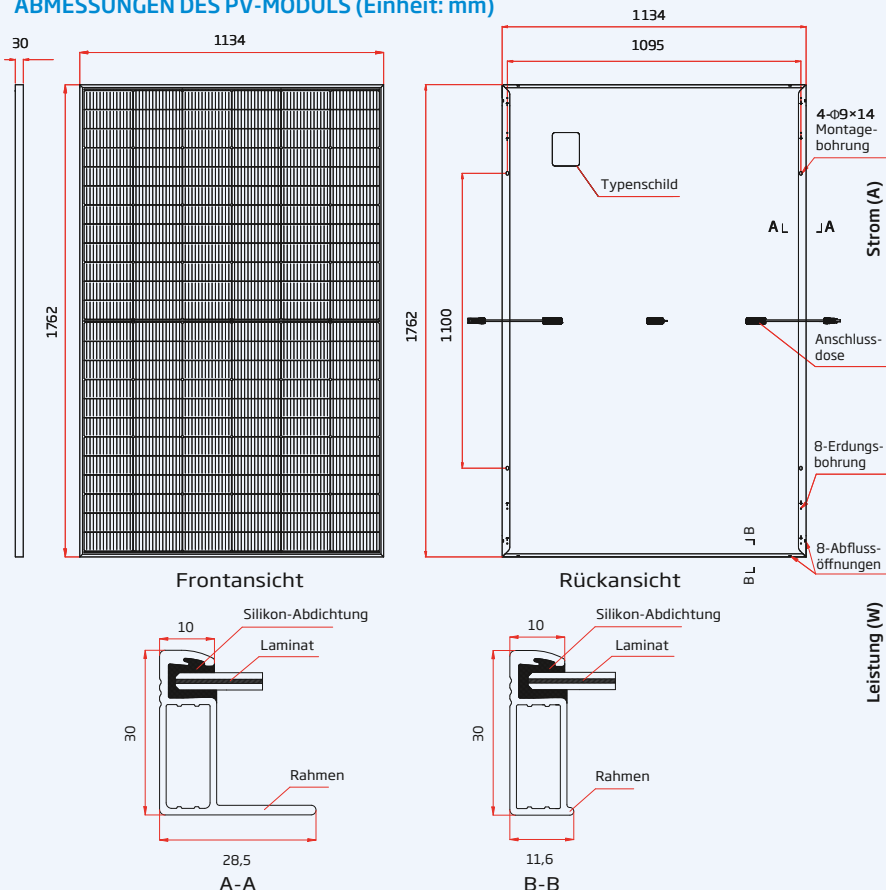 ABMESSUNGEN DES PV-MODULS (Einheit: mm)
30
1134
1762
Frontansicht
1134
1095
1762
1100
Typenschild
4-Φ9×14
Montage-
bohrung
A
A
Anschluss-
dose
8-Erdungs-
bohrung
8-Abfluss-
öffnungen
B
B
Rückansicht
Strom (A)
Leistung (W)
10
Silikon-Abdichtung
Laminat
30
Rahmen
28,5
A-A
10
Silikon-Abdichtung
Laminat
30
Rahmen
11,6
B-B